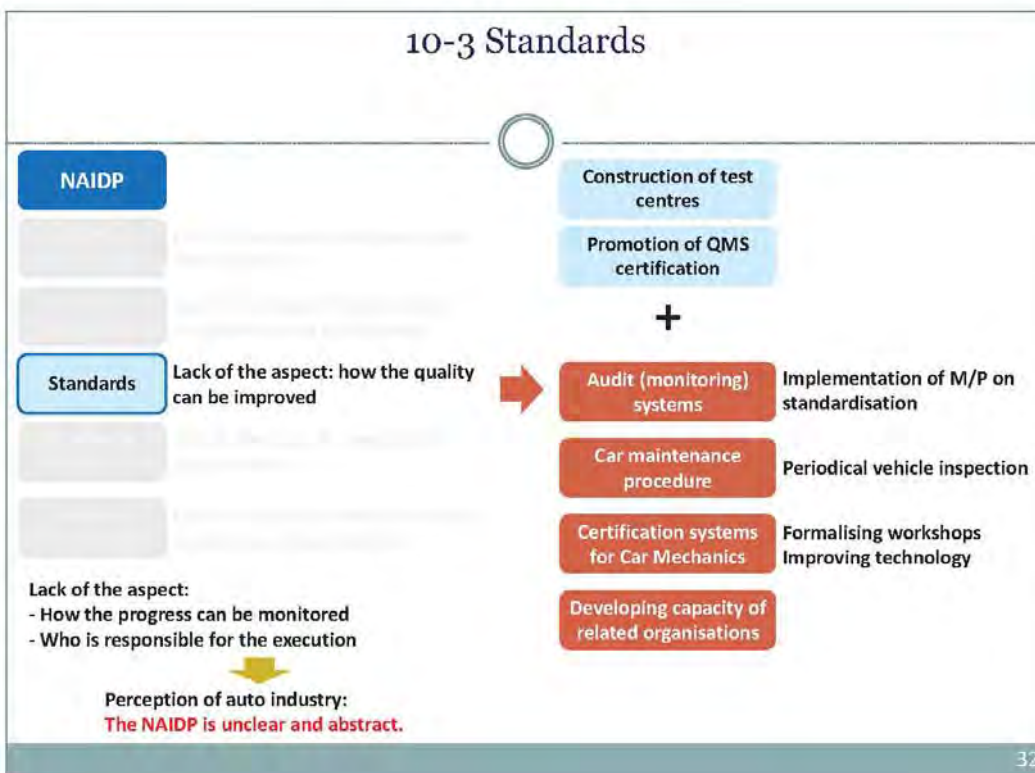 10-3 Standards
NAIDP
Construction of test
centres
Promotion of QMS
certification
+
Standards
Lack of the aspect: how the quality
can be improved
Audit (monitoring)
systems
Implementation of M/P on
standardisation
Car maintenance
procedure
Periodical vehicle inspection
Certification systems
for Car Mechanics
Formalising workshops
Improving technology
Developing capacity of
related organisations
Lack of the aspect:
- How the progress can be monitored
- Who is responsible for the execution
Perception of auto industry:
The NAIDP is unclear and abstract.
32